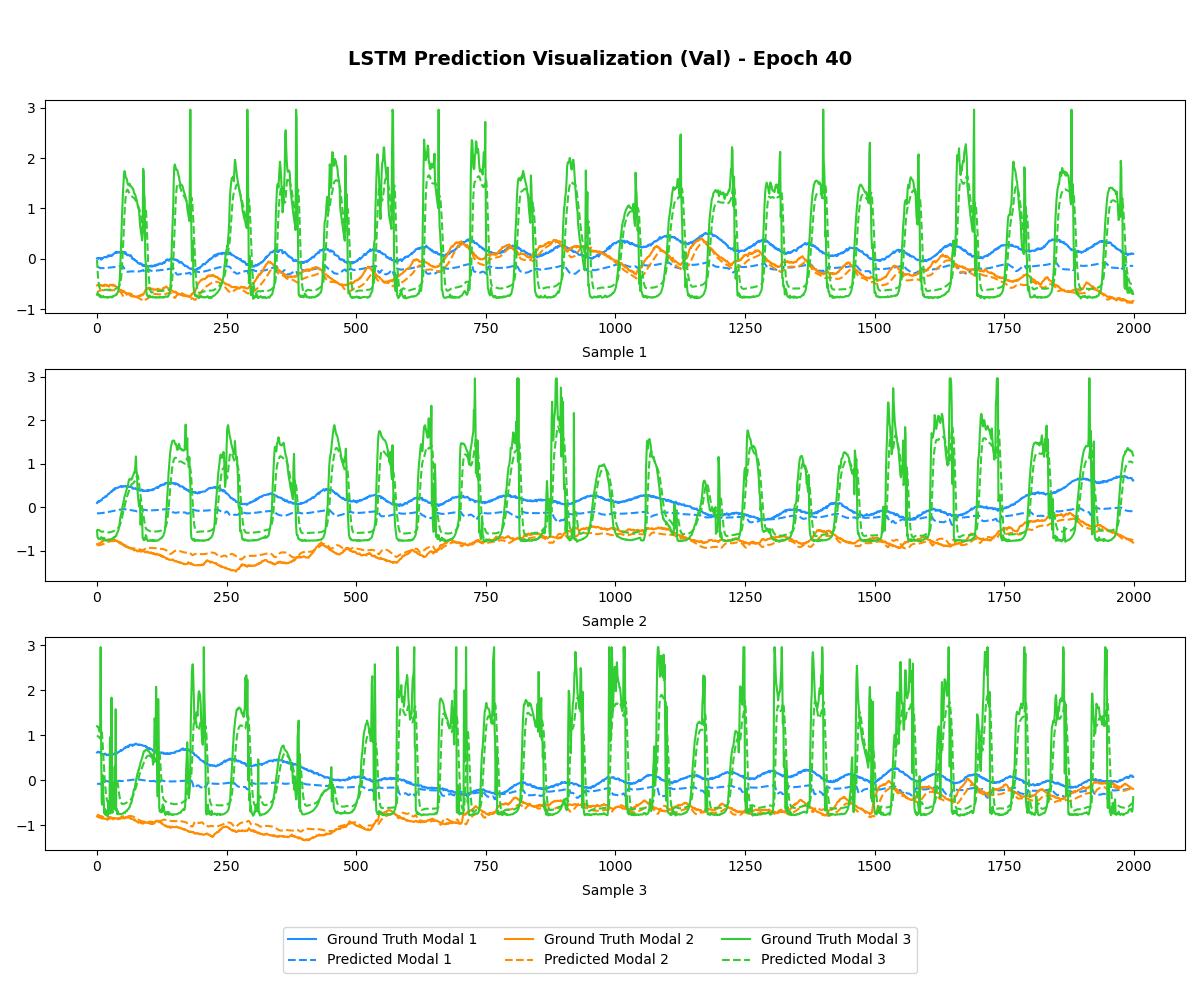 LSTM Prediction Visualization (Val) - Epoch 40
3
2
1
0
−1
0 250 500 750 1000 1250 1500 1750 2000
Sample 1
3
2
1
0
−1
0 250 500 750 1000 1250 1500 1750 2000
Sample 2
3
2
1
0
−1
0 250 500 750 1000 1250 1500 1750 2000
Sample 3
Ground Truth Modal 1 Ground Truth Modal 2 Ground Truth Modal 3
Predicted Modal 1 Predicted Modal 2 Predicted Modal 3